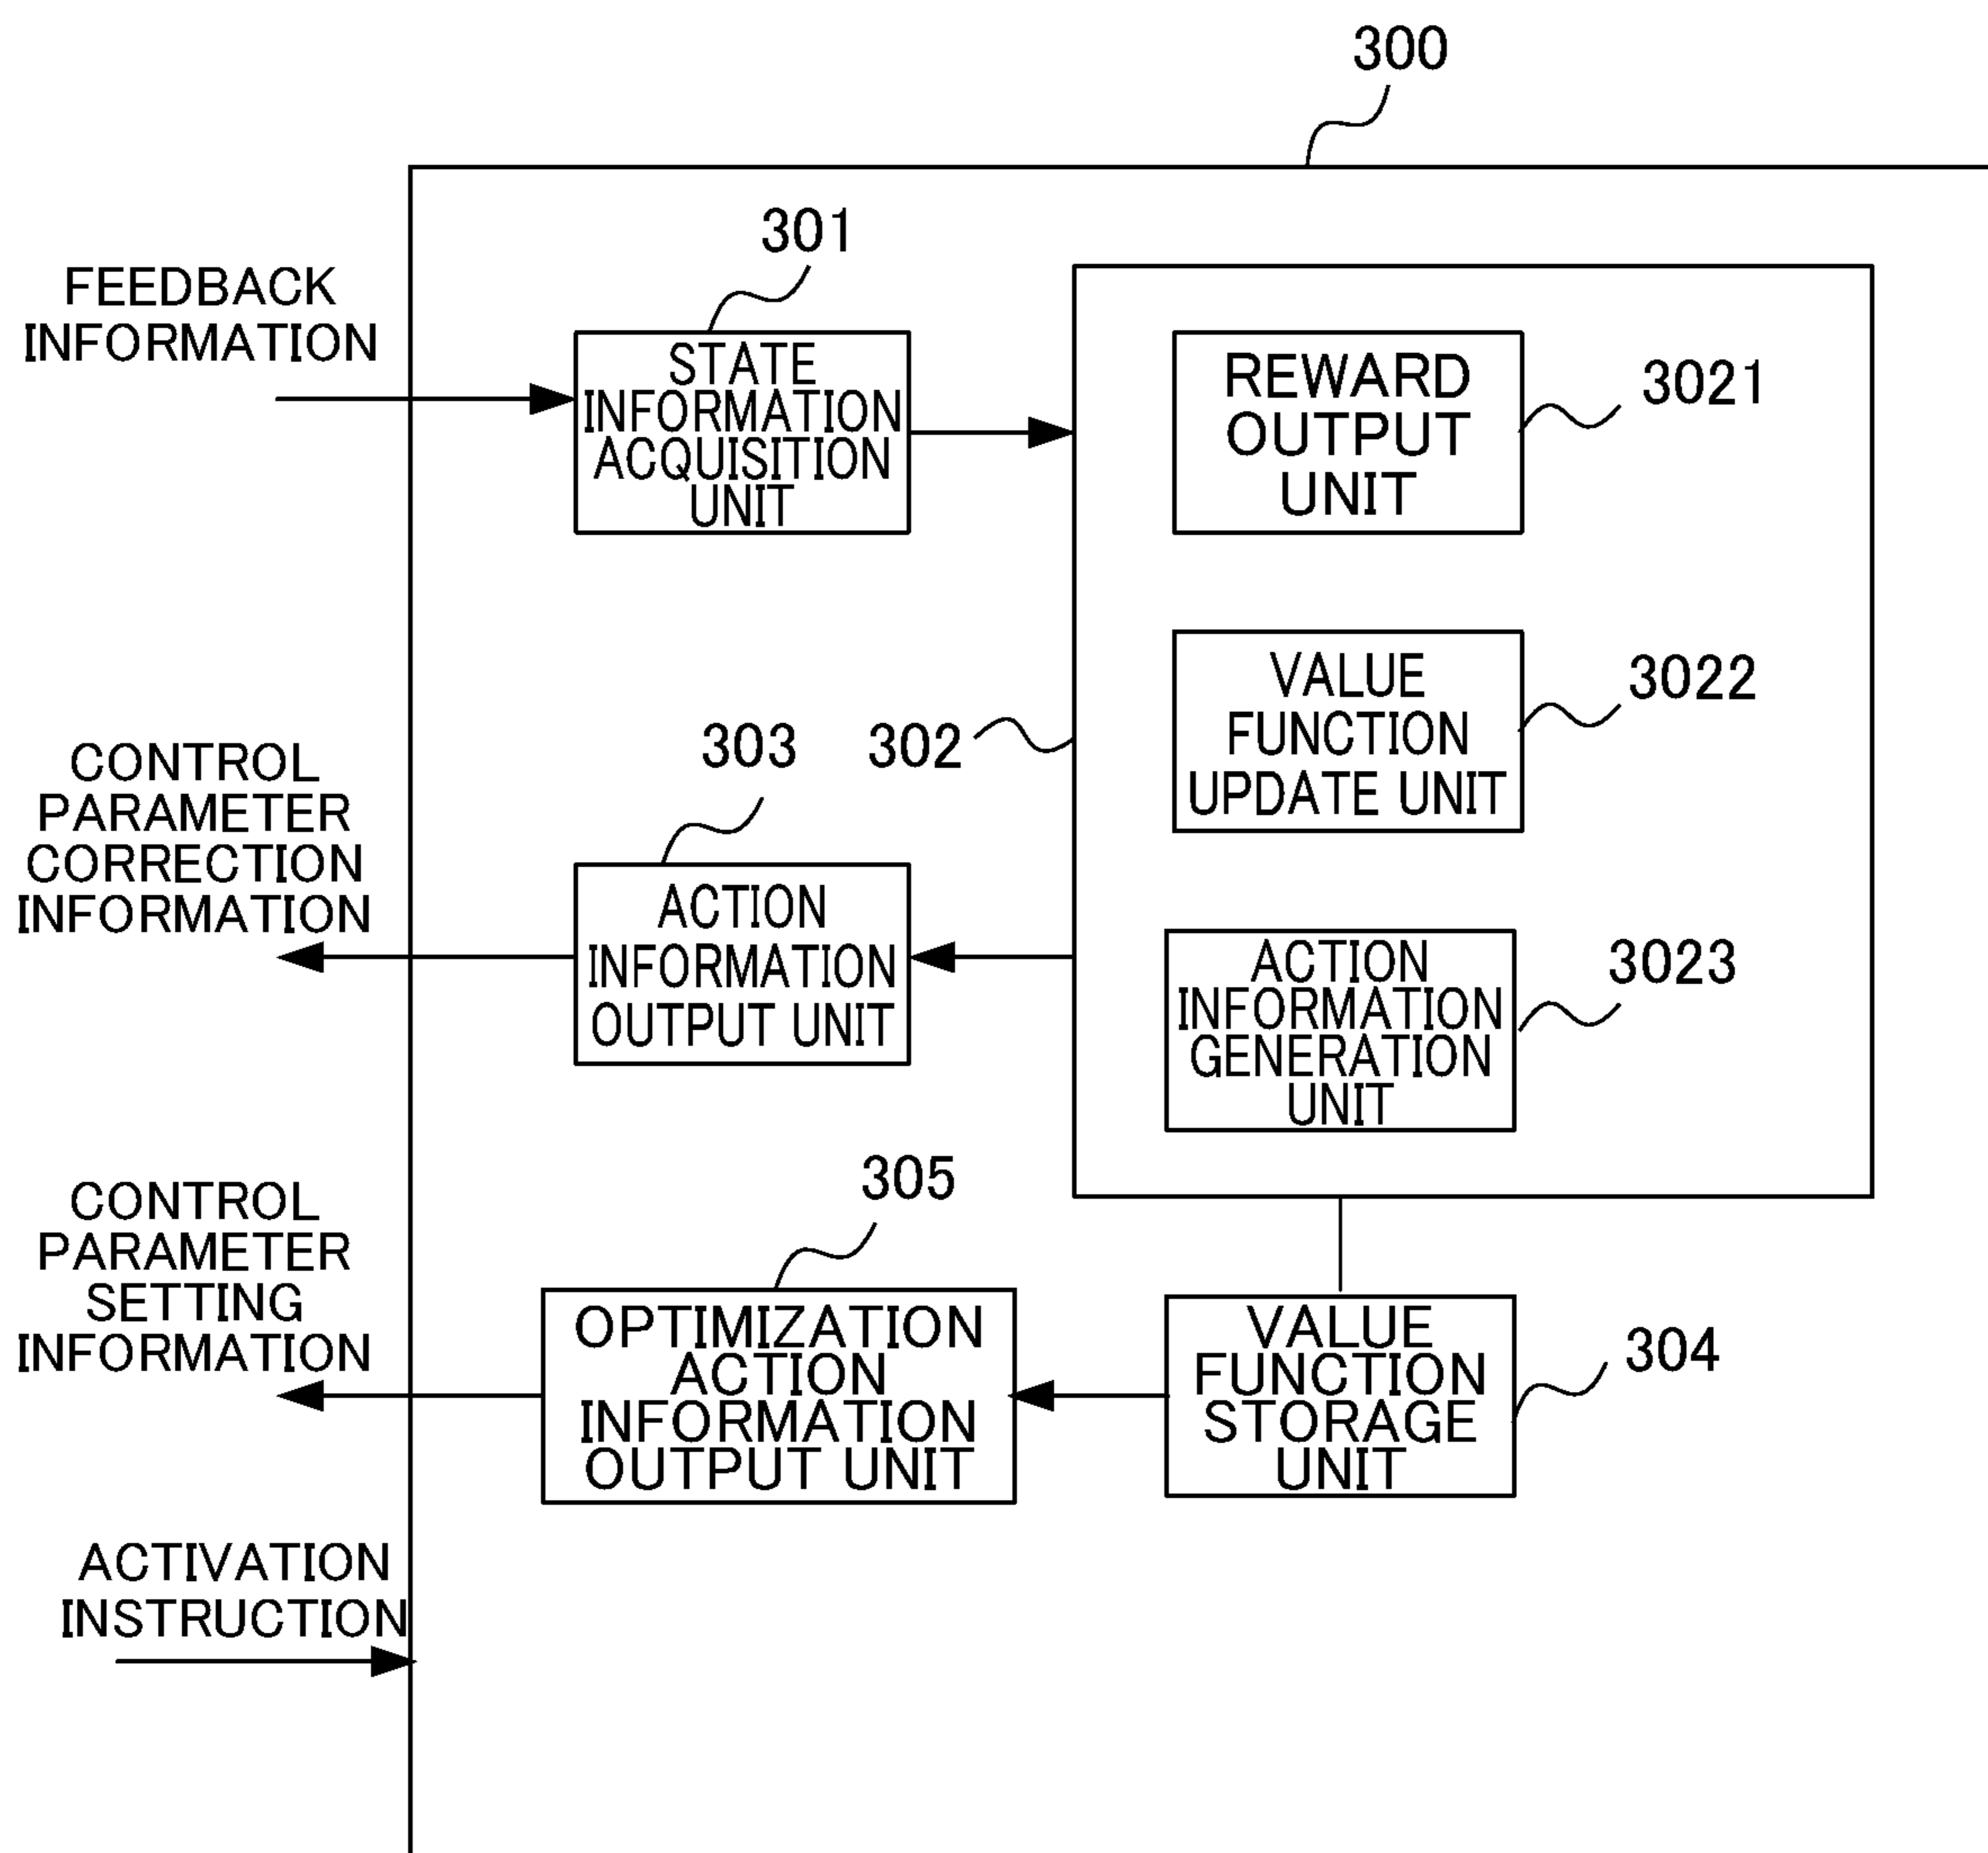 300
301
FEEDBACK
INFORMATION
STATE
INFORMATION
ACQUISITION
UNIT
REWARD
OUTPUT
UNIT
3021
VALUE
FUNCTION
UPDATE UNIT
3022
302
303
CONTROL
PARAMETER
CORRECTION
INFORMATION
ACTION
INFORMATION
OUTPUT UNIT
ACTION
INFORMATION
GENERATION
UNIT
3023
305
CONTROL
PARAMETER
SETTING
INFORMATION
OPTIMIZATION
ACTION
INFORMATION
OUTPUT UNIT
VALUE
FUNCTION
STORAGE
UNIT
304
ACTIVATION
INSTRUCTION